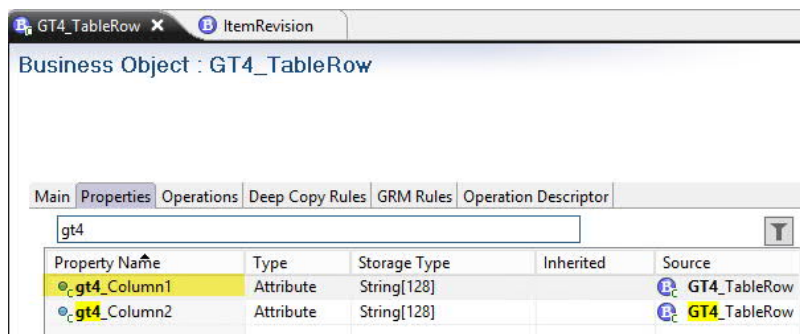 GT4_TableRow ItemRevision
Business Object : GT4_TableRow
Main Properties Operations Deep Copy Rules GRM Rules Operation Descriptor
gt4
Property Name Type Storage Type Inherited Source
gt4_Column1 Attribute String[128] GT4_TableRow
gt4_Column2 Attribute String[128] GT4_TableRow